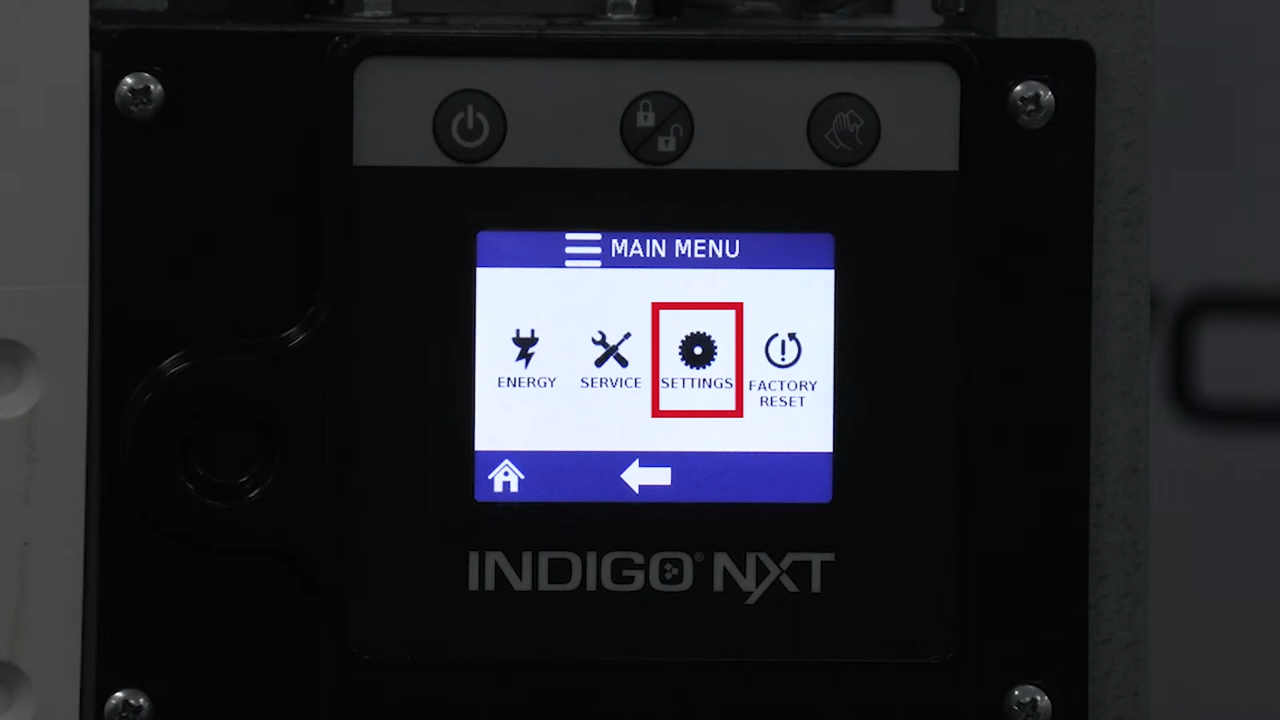 MAIN MENU
ENERGY
SERVICE
SETTINGS
FACTORY
RESET
INDIGO® NXT